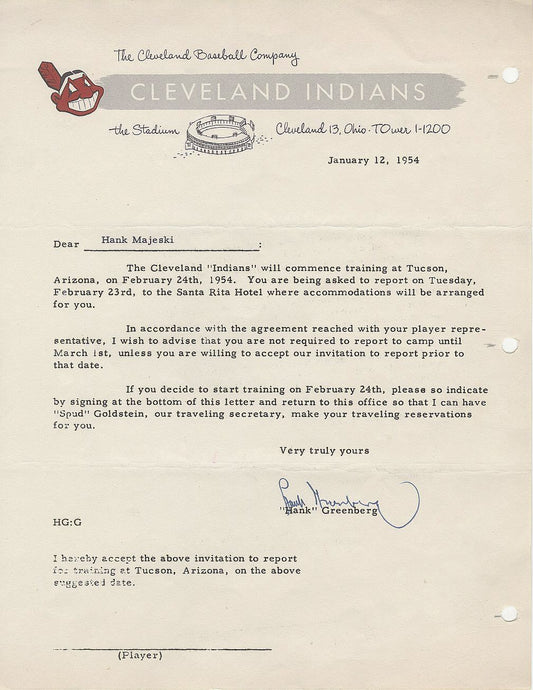 The Cleveland Baseball Company
CLEVELAND INDIANS
the Stadium Cleveland 13, Ohio · TOwer 1-1200
January 12, 1954
Dear Hank Majeski :
The Cleveland "Indians" will commence training at Tucson,
Arizona, on February 24th, 1954. You are being asked to report on Tuesday,
February 23rd, to the Santa Rita Hotel where accommodations will be arranged
for you.
In accordance with the agreement reached with your player repre-
sentative, I wish to advise that you are not required to report to camp until
March 1st, unless you are willing to accept our invitation to report prior to
that date.
If you decide to start training on February 24th, please so indicate
by signing at the bottom of this letter and return to this office so that I can have
"Spud" Goldstein, our traveling secretary, make your traveling reservations
for you.
Very truly yours
Hank Greenberg
"Hank" Greenberg
HG:G
I hereby accept the above invitation to report
for training at Tucson, Arizona, on the above
suggested date.
(Player)